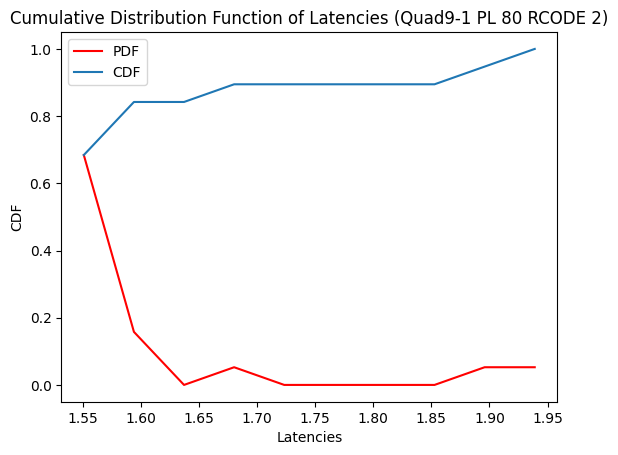 Cumulative Distribution Function of Latencies (Quad9-1 PL 80 RCODE 2)
PDF
CDF
CDF
1.0
0.8
0.6
0.4
0.2
0.0
1.55 1.60 1.65 1.70 1.75 1.80 1.85 1.90 1.95
Latencies